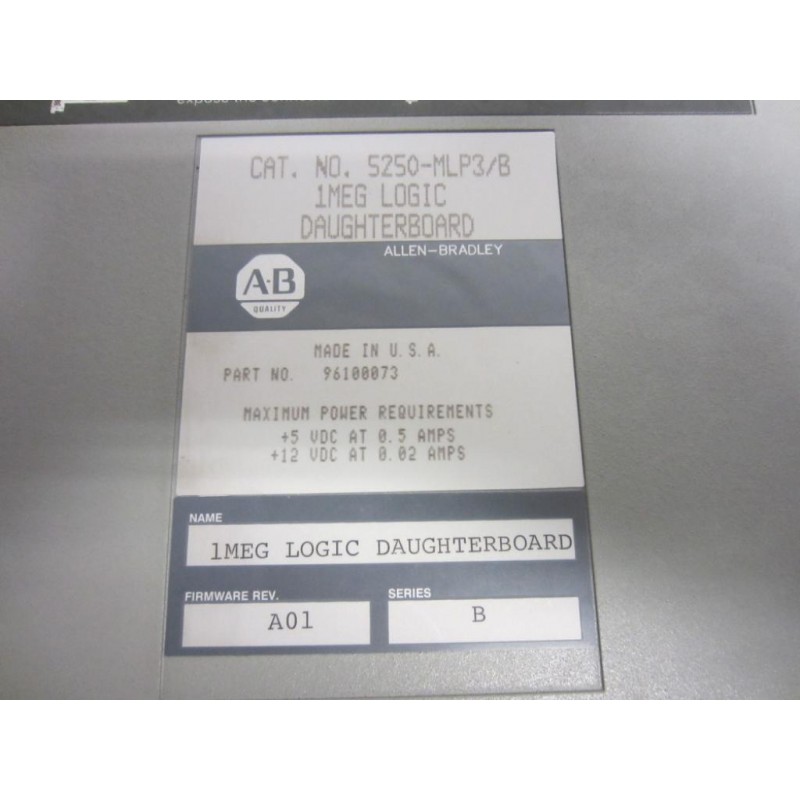 expose the
CAT. NO. 5250-MLP3/B
1MEG LOGIC
DAUGHTERBOARD
ALLEN-BRADLEY
A-B
QUALITY
MADE IN U.S.A.
PART NO. 96100073
MAXIMUM POWER REQUIREMENTS
+5 VDC AT 0.5 AMPS
+12 VDC AT 0.02 AMPS
NAME
1MEG LOGIC DAUGHTERBOARD
FIRMWARE REV.
SERIES
A01
B